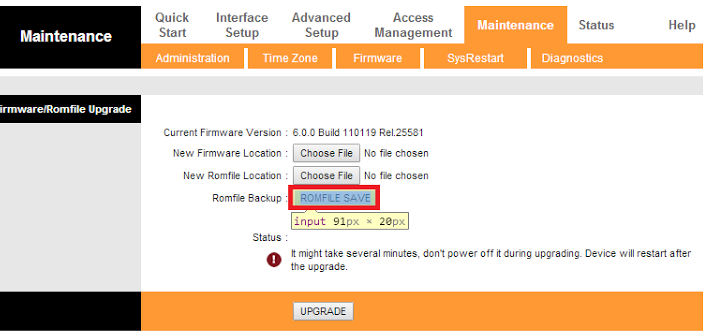 Maintenance
Quick Start
Interface Setup
Advanced Setup
Access Management
Maintenance
Status
Help
Administration
Time Zone
Firmware
SysRestart
Diagnostics
irmware/Romfile Upgrade
Current Firmware Version : 6.0.0 Build 110119 Rel.25581
New Firmware Location : Choose File No file chosen
New Romfile Location : Choose File No file chosen
Romfile Backup : ROMFILE SAVE
input 91px × 20px
Status :
It might take several minutes, don't power off it during upgrading. Device will restart after
the upgrade.
UPGRADE